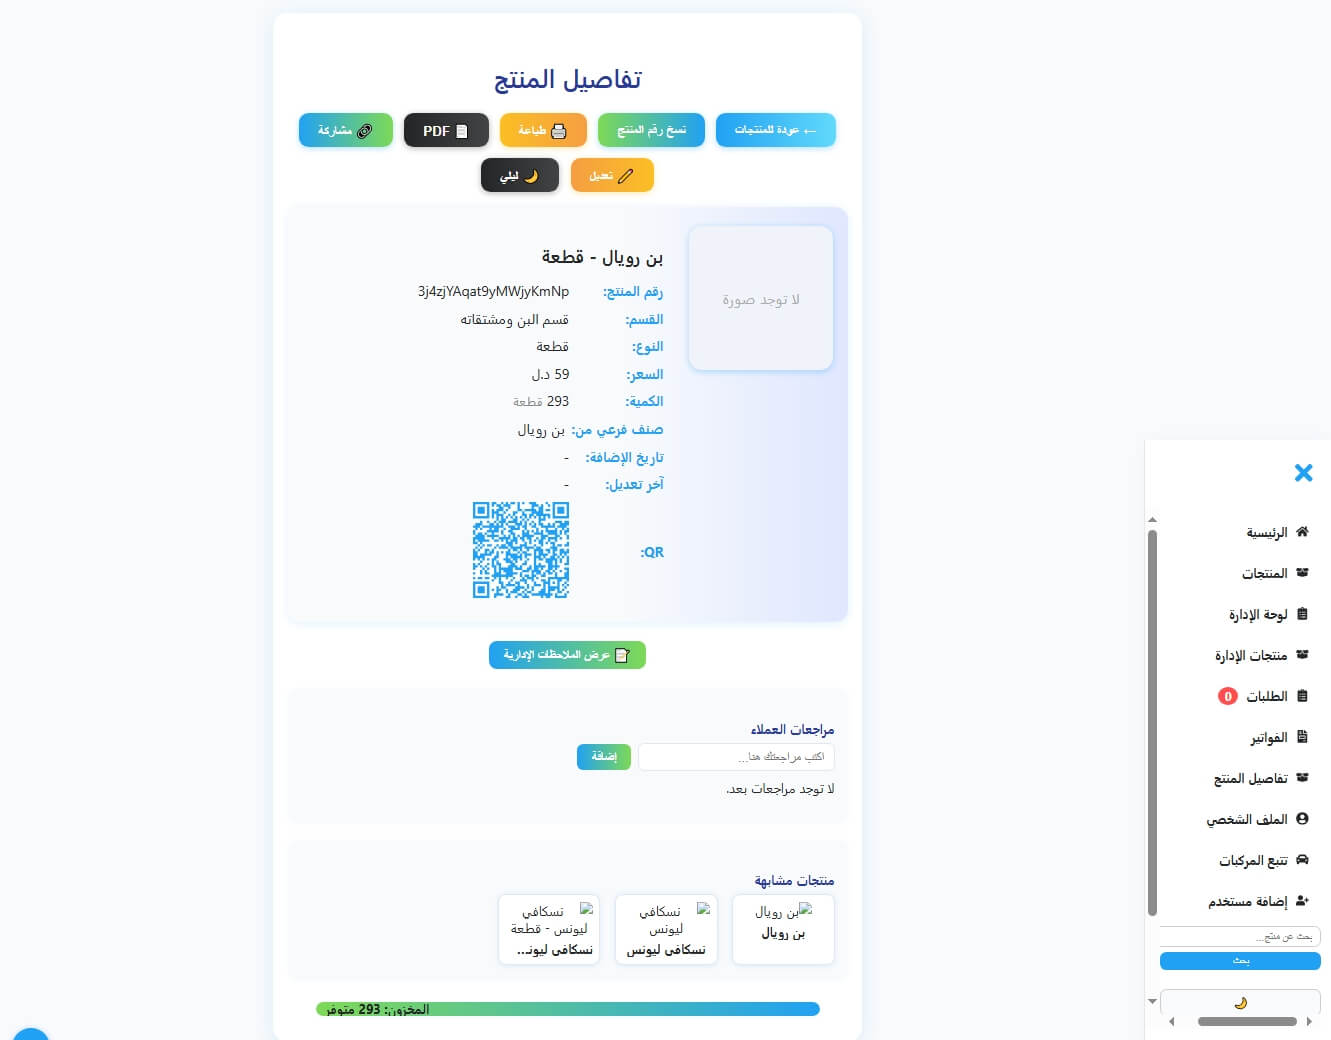 تفاصيل المنتج
← عودة للمنتجات
نسخ رقم المنتج
طباعة
PDF
مشاركة
تعديل
ليلي
لا توجد صورة
بن رويال - قطعة
رقم المنتج: 3j4zjYAqat9yMWjyKmNp
القسم: قسم البن ومشتقاته
النوع: قطعة
السعر: 59 د.ل
الكمية: 293 قطعة
صنف فرعي من: بن رويال
تاريخ الإضافة: -
آخر تعديل: -
QR:
عرض الملاحظات الإدارية
مراجعات العملاء
اكتب مراجعتك هنا...
إضافة
لا توجد مراجعات بعد.
منتجات مشابهة
بن رويال
بن رويال
نسكافي
ليونس
نسكافي ليونس
نسكافي
ليونس - قطعة
نسكافي ليونـ...
المخزون: 293 متوفر
الرئيسية
المنتجات
لوحة الإدارة
منتجات الإدارة
الطلبات 0
الفواتير
تفاصيل المنتج
الملف الشخصي
تتبع المركبات
إضافة مستخدم
بحث عن منتج...
بحث